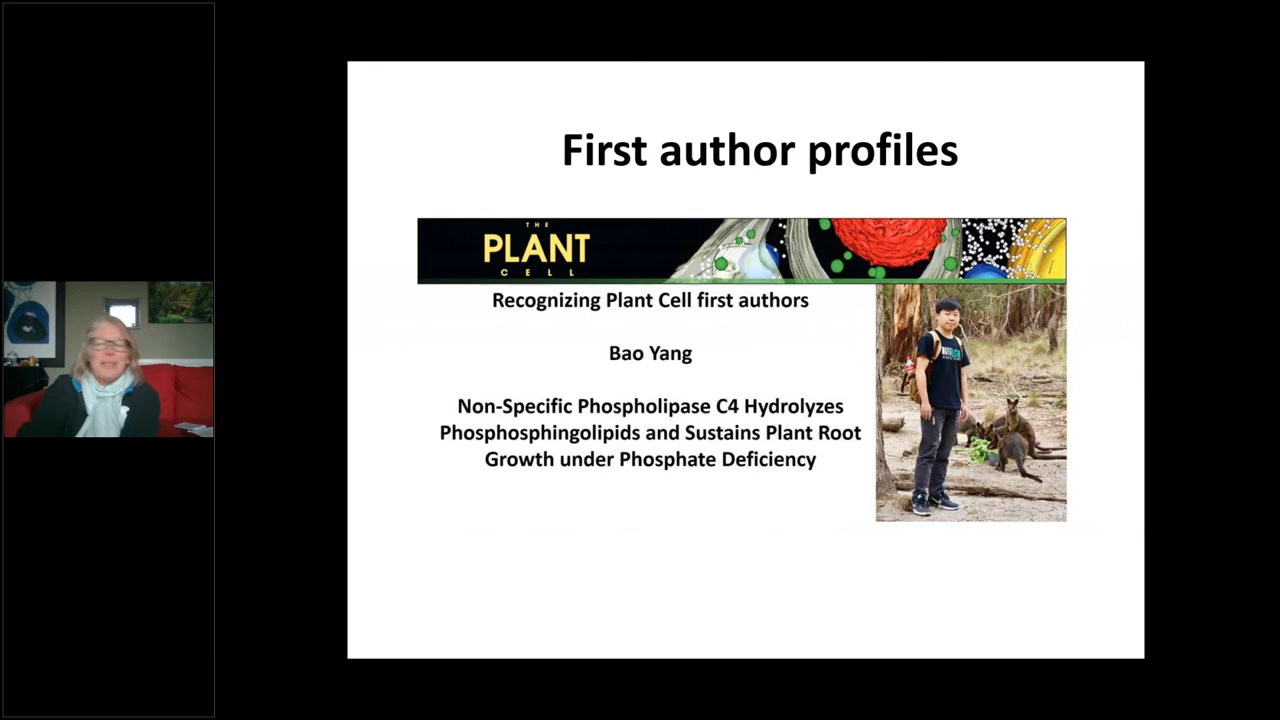 First author profiles
THE
PLANT
CELL
Recognizing Plant Cell first authors
Bao Yang
Non-Specific Phospholipase C4 Hydrolyzes
Phosphosphingolipids and Sustains Plant Root
Growth under Phosphate Deficiency